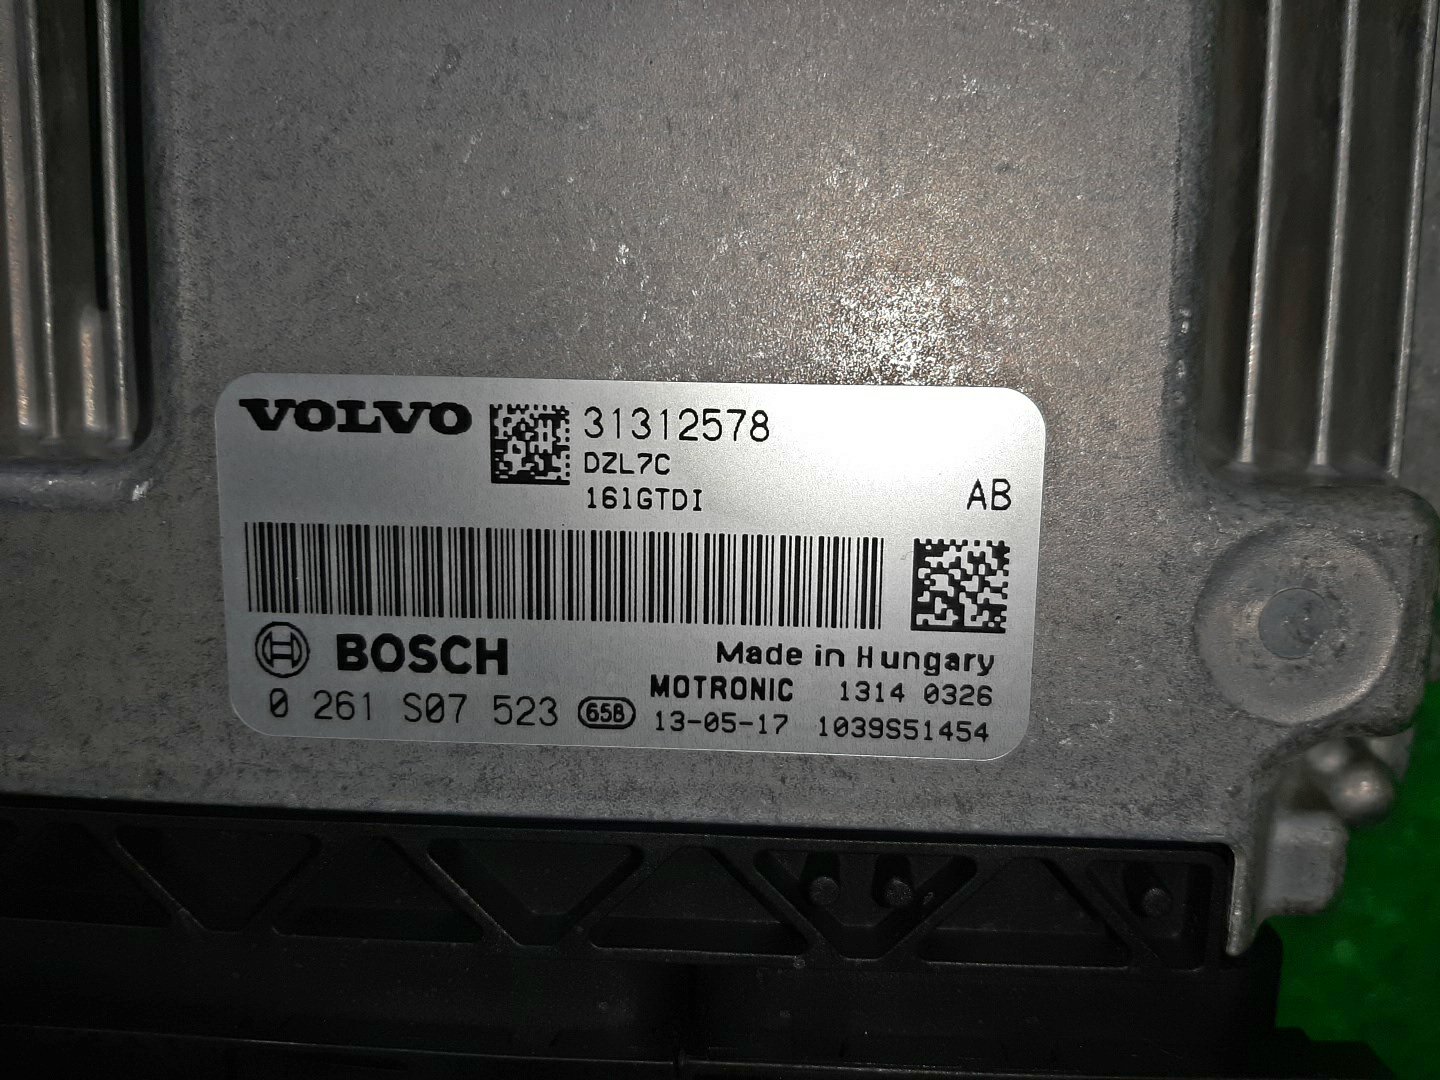 VOLVO 31312578
DZL7C
161GTDI AB
BOSCH Made in Hungary
MOTRONIC 1314 0326
0 261 S07 523 65B 13-05-17 1039S51454